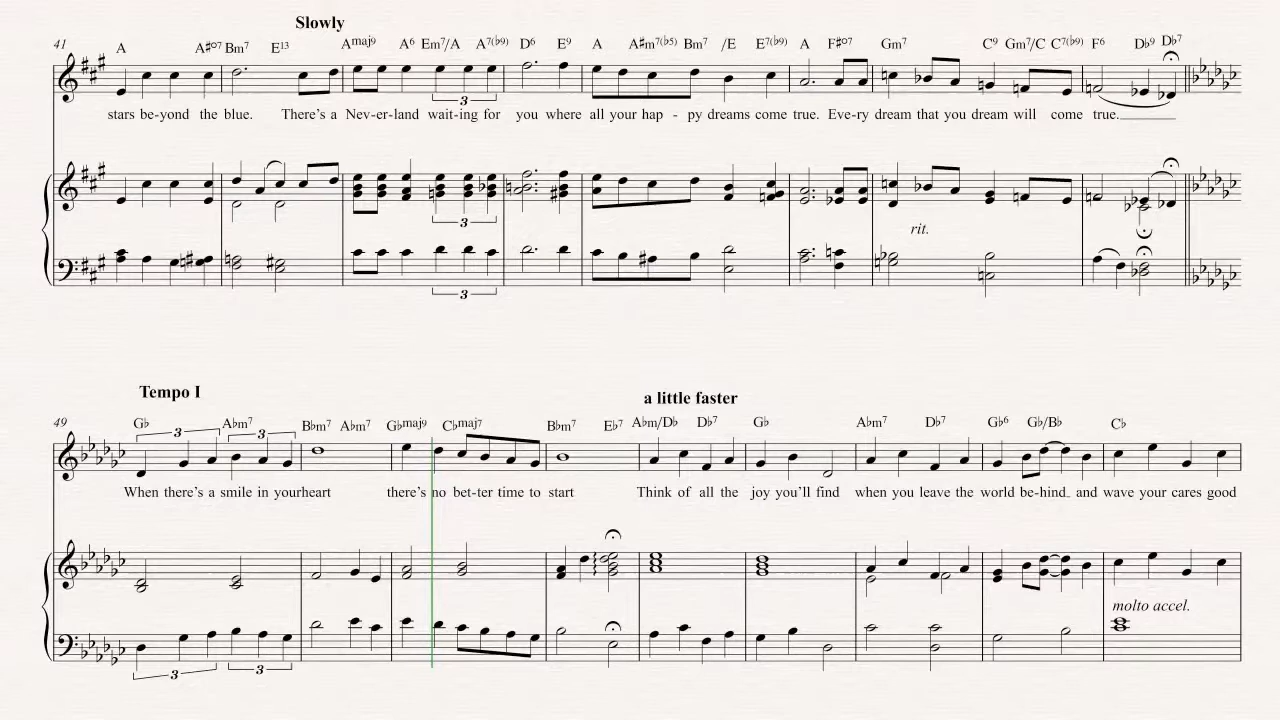 Slowly
41 A A♯o7 Bm7 E13 Amaj9 A6 Em7/A A7(♭9) D6 E9 A A♯m7(♭5) Bm7 /E E7(♭9) A F♯o7 Gm7 C9 Gm7/C C7(♭9) F6 D♭9 D♭7
3
stars be-yond the blue. There's a Nev-er-land wait-ing for you where all your hap - py dreams come true. Eve-ry dream that you dream will come true.
3
rit.
3
Tempo I a little faster
49 G♭ A♭m7 B♭m7 A♭m7 G♭maj9 C♭maj7 B♭m7 E♭7 A♭m/D♭ D♭7 G♭ A♭m7 D♭7 G♭6 G♭/B♭ C♭
3 3
When there's a smile in yourheart there's no bet-ter time to start Think of all the joy you'll find when you leave the world be-hind and wave your cares good
molto accel.
3 3